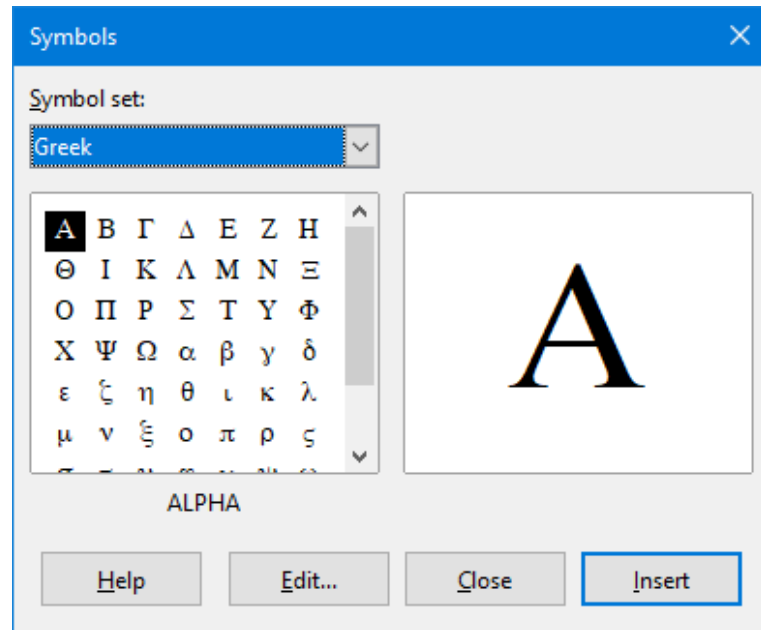 Symbols
Symbol set:
Greek
Α Β Γ Δ Ε Ζ Η
Θ Ι Κ Λ Μ Ν Ξ
Ο Π Ρ Σ Τ Υ Φ
Χ Ψ Ω α β γ δ
ε ζ η θ ι κ λ
μ ν ξ ο π ρ ς
Α
ALPHA
Help Edit... Close Insert